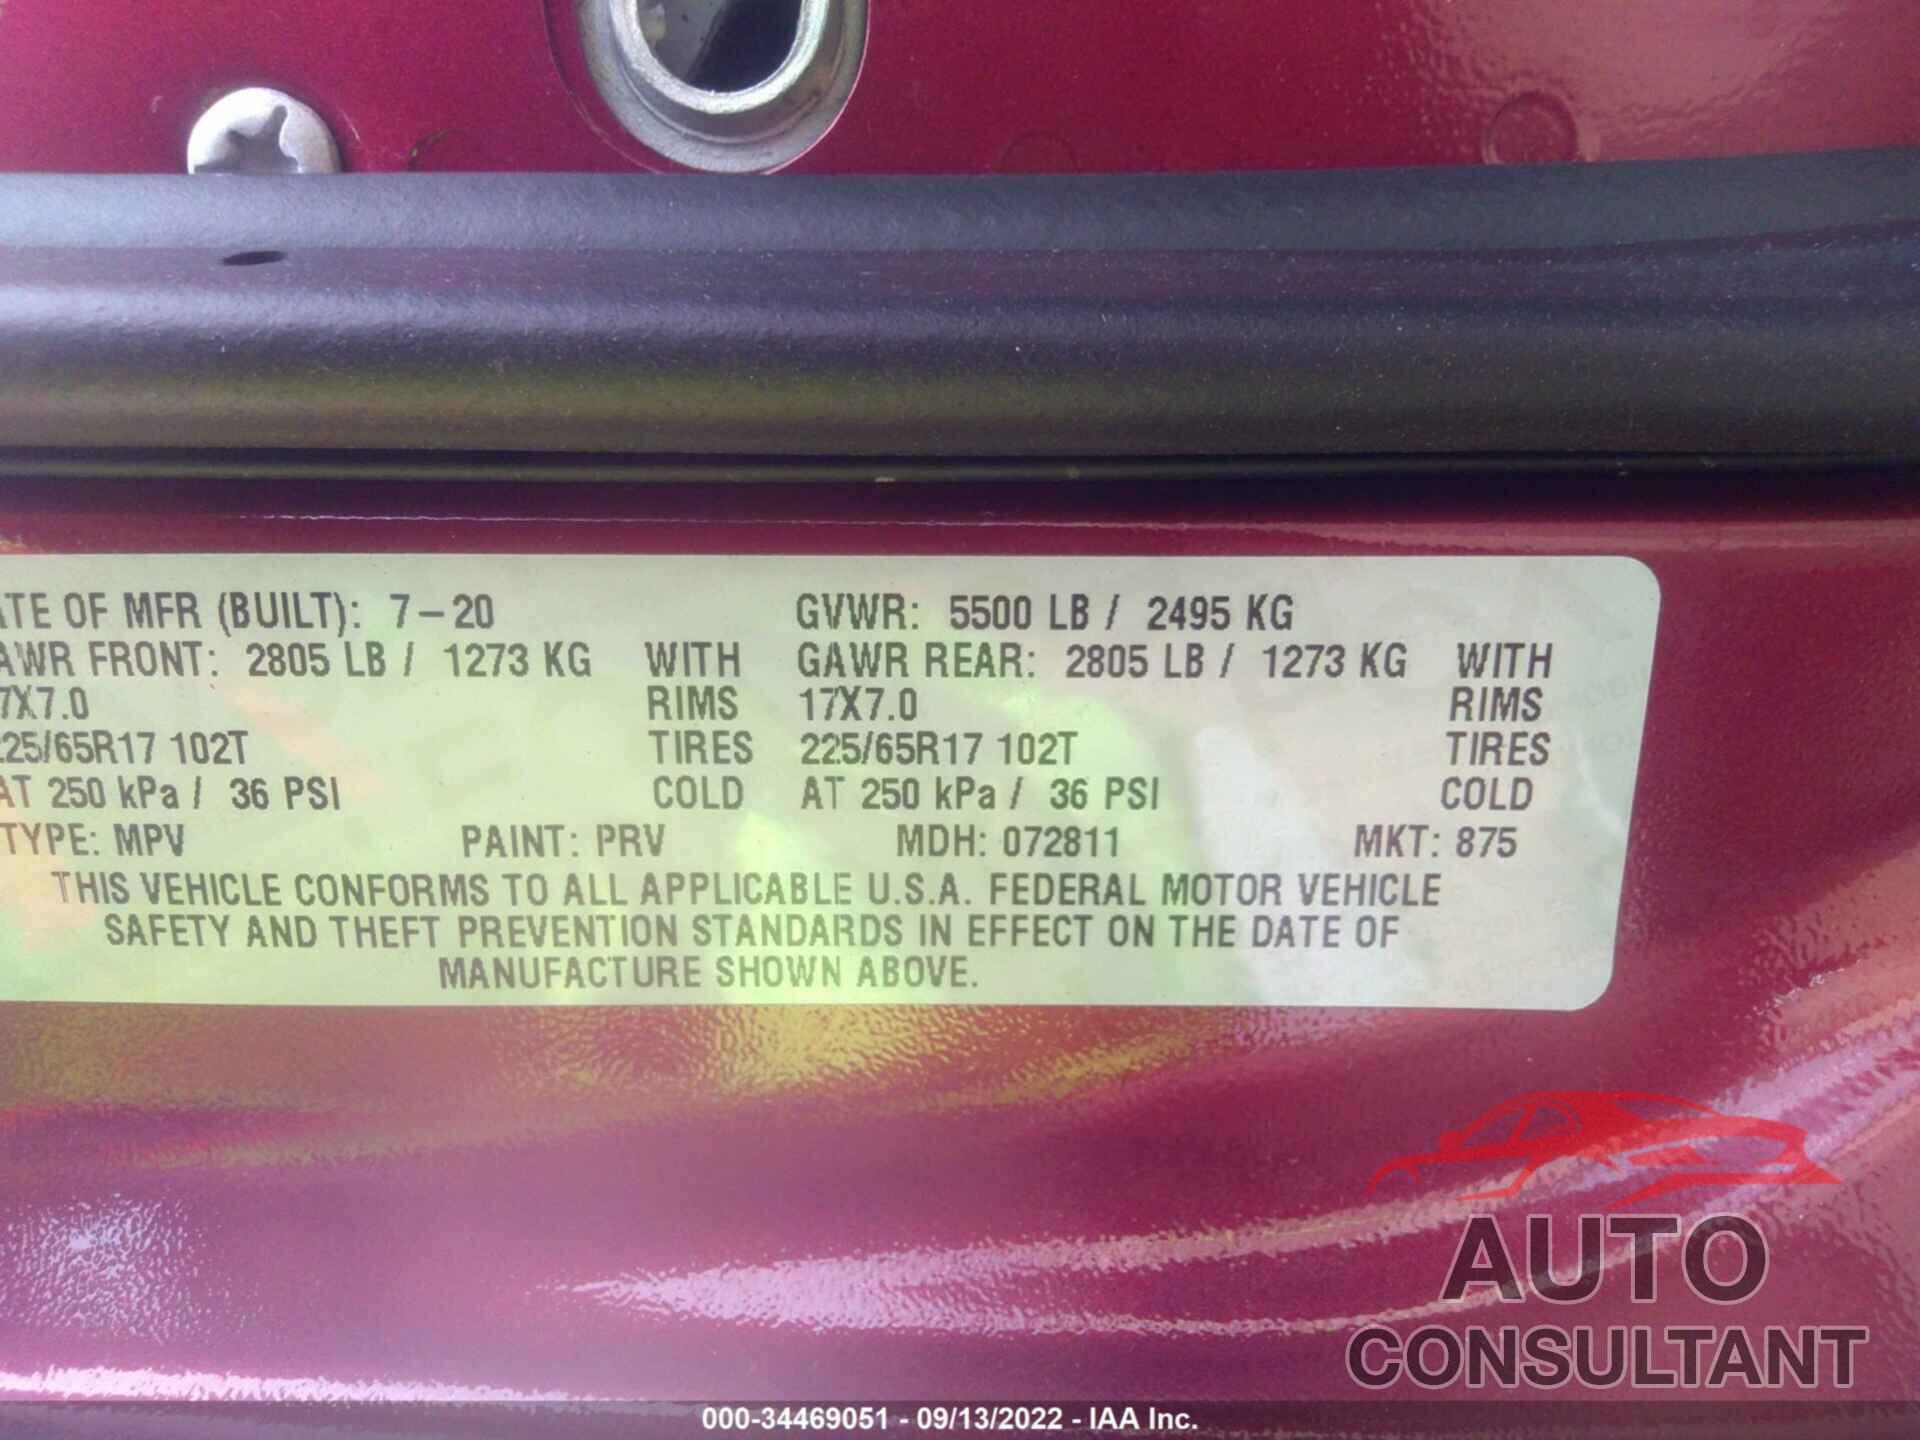 ATE OF MFR (BUILT): 7-20 GVWR: 5500 LB / 2495 KG
AWR FRONT: 2805 LB / 1273 KG WITH GAWR REAR: 2805 LB / 1273 KG WITH
7X7.0 RIMS 17X7.0 RIMS
225/65R17 102T TIRES 225/65R17 102T TIRES
AT 250 kPa / 36 PSI COLD AT 250 kPa / 36 PSI COLD
TYPE: MPV PAINT: PRV MDH: 072811 MKT: 875
THIS VEHICLE CONFORMS TO ALL APPLICABLE U.S.A. FEDERAL MOTOR VEHICLE
SAFETY AND THEFT PREVENTION STANDARDS IN EFFECT ON THE DATE OF
MANUFACTURE SHOWN ABOVE.
AUTO
CONSULTANT
000-34469051 - 09/13/2022 - IAA Inc.